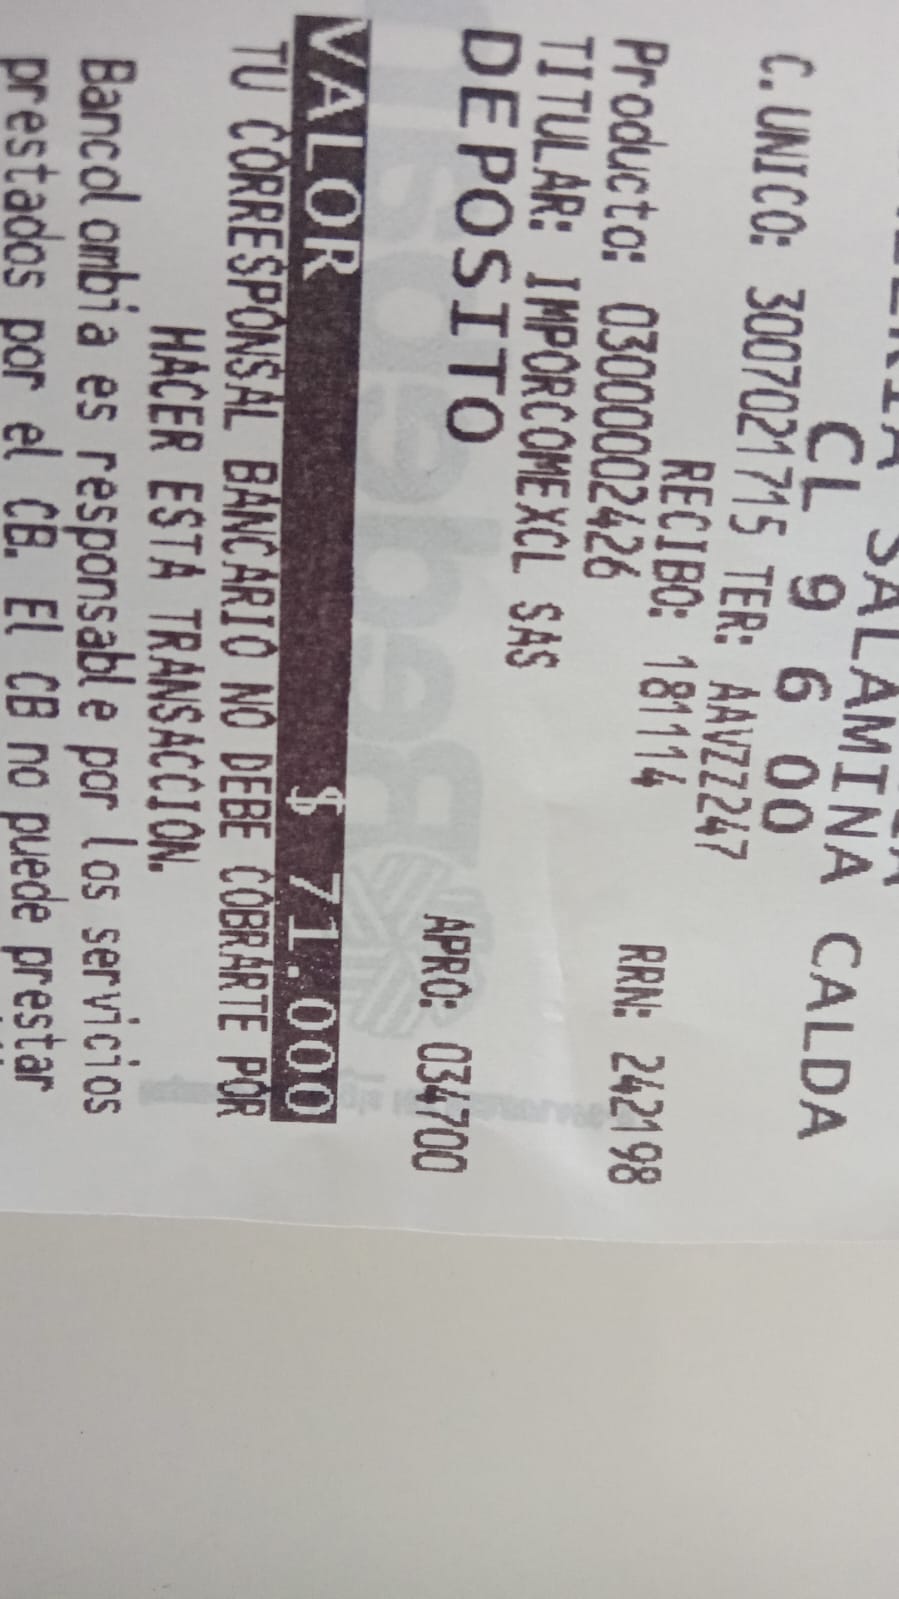 SALAMINA CALDA
CL 9 6 00
C. UNICO: 3007021715 TER: AAVZZ247
RECIBO: 18114 RRN: 242198
Producto: 03000002426
TITULAR: IMPORCOMEXCL SAS
DEPOSITO APRO: 034700
VALOR $ 71.000
TU CORRESPONSAL BANCARIO NO DEBE COBRARTE POR
HACER ESTA TRANSACCION.
Bancolombia es responsable por los servicios
prestados por el CB. El CB no puede prestar